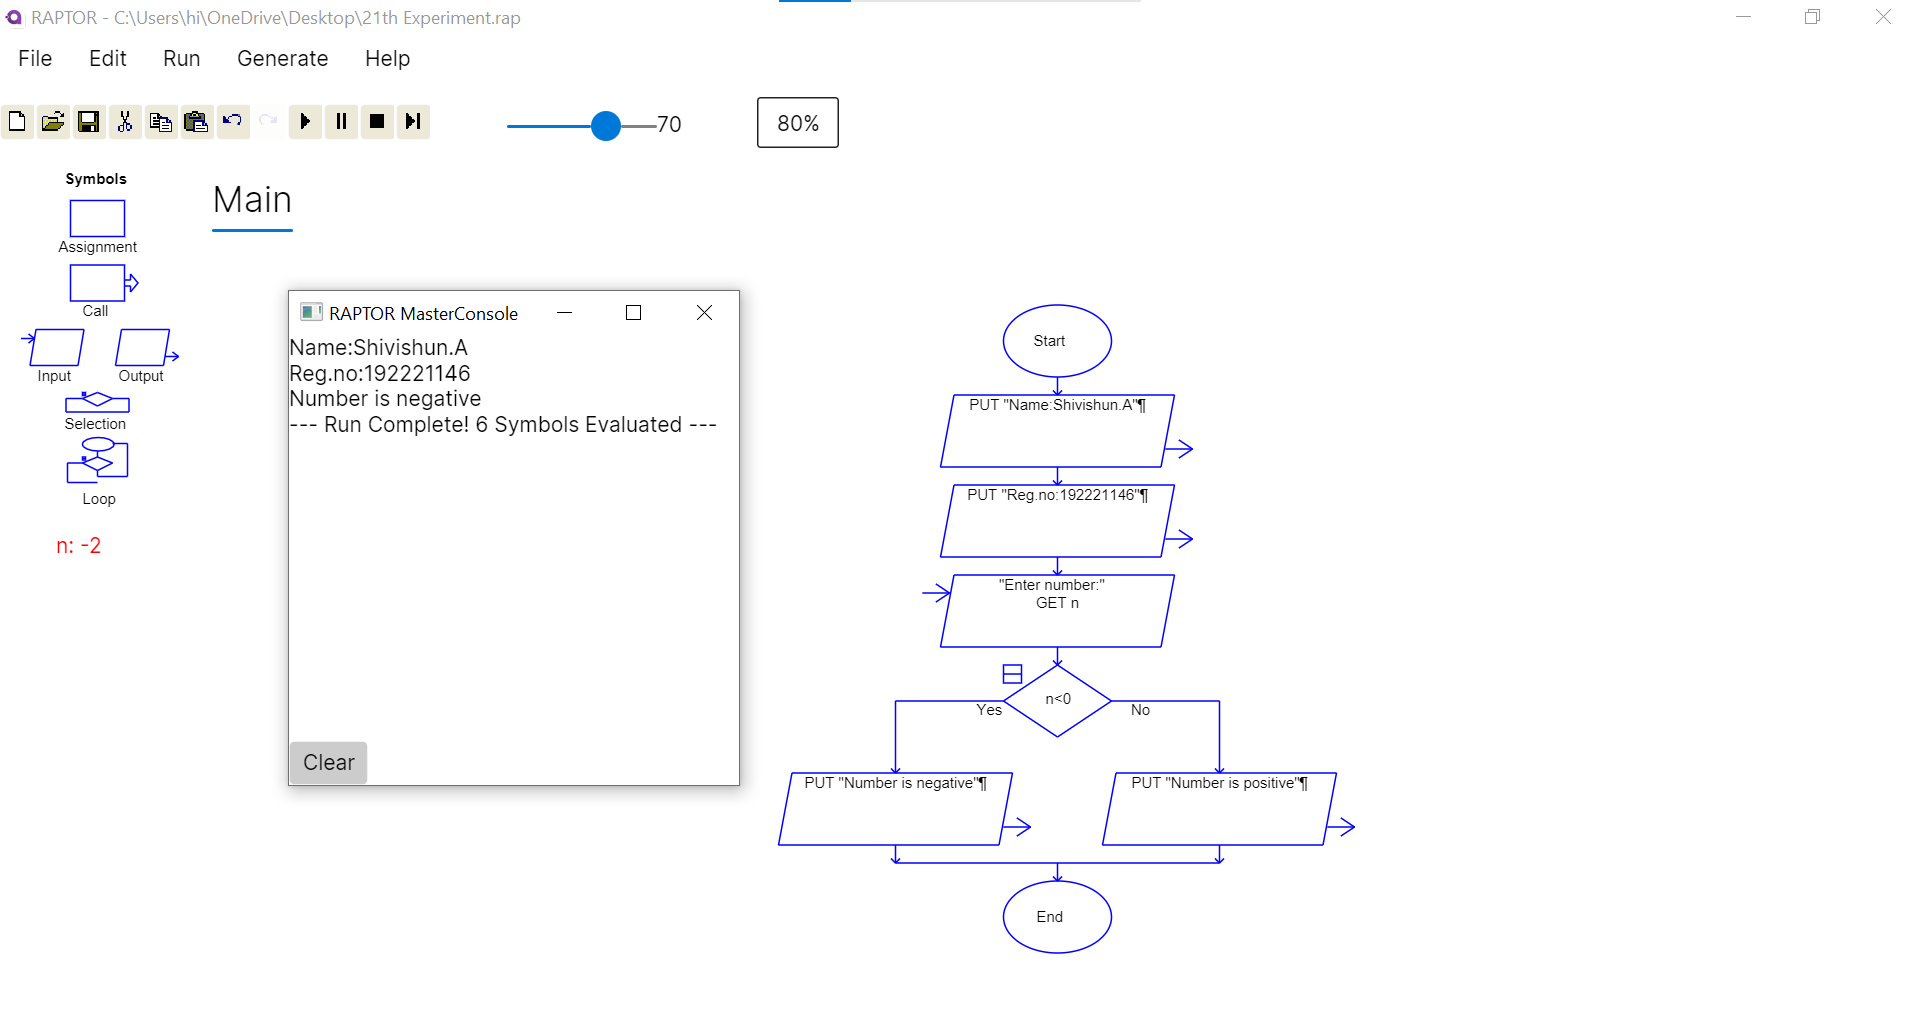 RAPTOR - C:\Users\hi\OneDrive\Desktop\21th Experiment.rap
File Edit Run Generate Help
70
80%
Symbols
Assignment
Call
Input Output
Selection
Loop
n: -2
Main
RAPTOR MasterConsole
Name:Shivishun.A
Reg.no:192221146
Number is negative
--- Run Complete! 6 Symbols Evaluated ---
Clear
Start
PUT "Name:Shivishun.A"¶
PUT "Reg.no:192221146"¶
"Enter number:"
GET n
n<0
Yes No
PUT "Number is negative"¶
PUT "Number is positive"¶
End